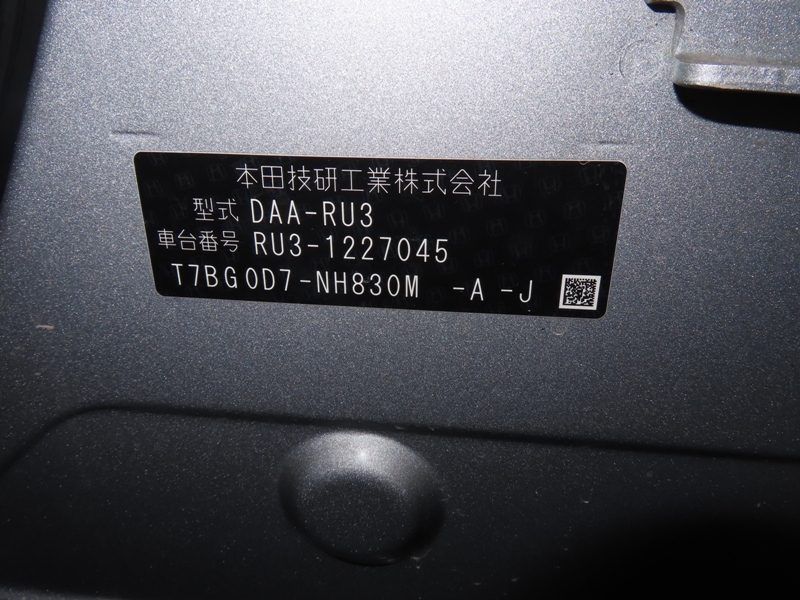 本田技研工業株式会社
型式 DAA-RU3
車台番号 RU3-1227045
T7BG0D7-NH830M -A -J